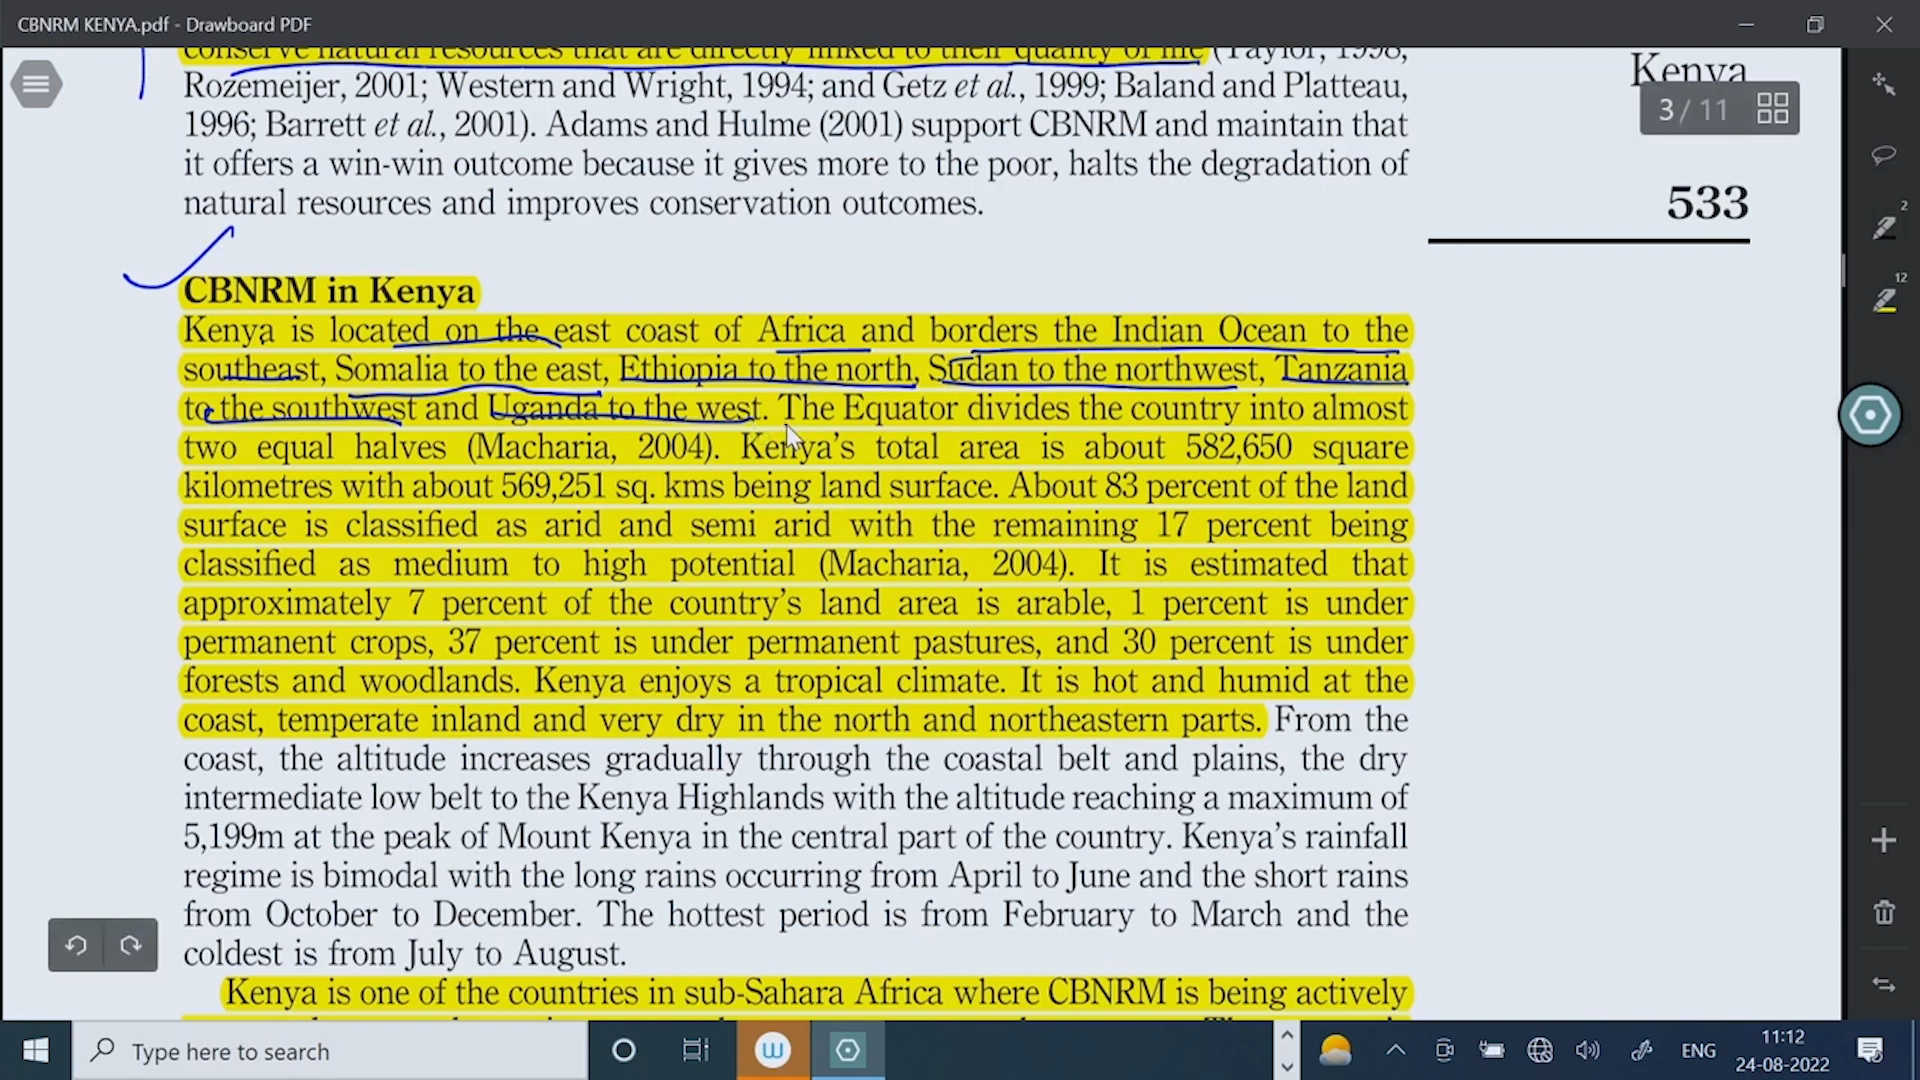 CBNRM KENYA.pdf - Drawboard PDF
conserve natural resources that are directly linked to their quality of life (Taylor, 1998,
Rozemeijer, 2001; Western and Wright, 1994; and Getz et al., 1999; Baland and Platteau,
1996; Barrett et al., 2001). Adams and Hulme (2001) support CBNRM and maintain that
it offers a win-win outcome because it gives more to the poor, halts the degradation of
natural resources and improves conservation outcomes.
Kenya
3 / 11
533
2
12
CBNRM in Kenya
Kenya is located on the east coast of Africa and borders the Indian Ocean to the
southeast, Somalia to the east, Ethiopia to the north, Sudan to the northwest, Tanzania
to the southwest and Uganda to the west. The Equator divides the country into almost
two equal halves (Macharia, 2004). Kenya's total area is about 582,650 square
kilometres with about 569,251 sq. kms being land surface. About 83 percent of the land
surface is classified as arid and semi arid with the remaining 17 percent being
classified as medium to high potential (Macharia, 2004). It is estimated that
approximately 7 percent of the country's land area is arable, 1 percent is under
permanent crops, 37 percent is under permanent pastures, and 30 percent is under
forests and woodlands. Kenya enjoys a tropical climate. It is hot and humid at the
coast, temperate inland and very dry in the north and northeastern parts. From the
coast, the altitude increases gradually through the coastal belt and plains, the dry
intermediate low belt to the Kenya Highlands with the altitude reaching a maximum of
5,199m at the peak of Mount Kenya in the central part of the country. Kenya's rainfall
regime is bimodal with the long rains occurring from April to June and the short rains
from October to December. The hottest period is from February to March and the
coldest is from July to August.
Kenya is one of the countries in sub-Sahara Africa where CBNRM is being actively
Type here to search
ENG
11:12
24-08-2022